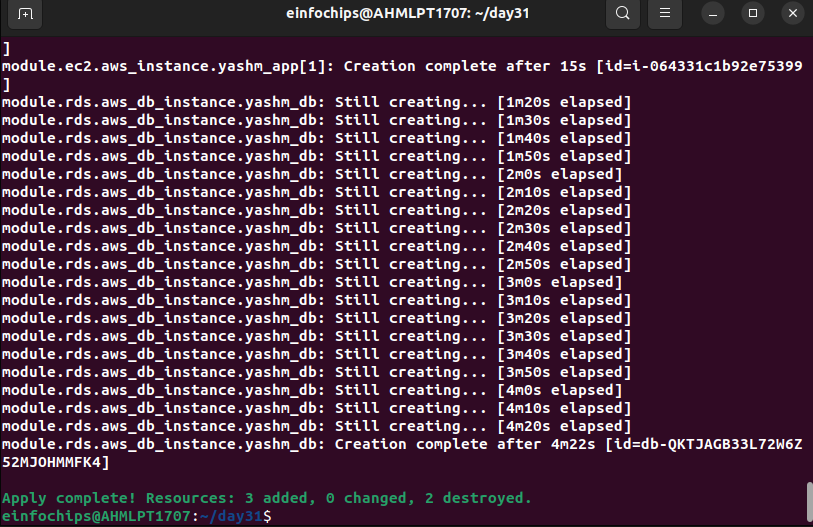 einfochips@AHMLPT1707: ~/day31
]
module.ec2.aws_instance.yashm_app[1]: Creation complete after 15s [id=i-064331c1b92e75399
]
module.rds.aws_db_instance.yashm_db: Still creating... [1m20s elapsed]
module.rds.aws_db_instance.yashm_db: Still creating... [1m30s elapsed]
module.rds.aws_db_instance.yashm_db: Still creating... [1m40s elapsed]
module.rds.aws_db_instance.yashm_db: Still creating... [1m50s elapsed]
module.rds.aws_db_instance.yashm_db: Still creating... [2m0s elapsed]
module.rds.aws_db_instance.yashm_db: Still creating... [2m10s elapsed]
module.rds.aws_db_instance.yashm_db: Still creating... [2m20s elapsed]
module.rds.aws_db_instance.yashm_db: Still creating... [2m30s elapsed]
module.rds.aws_db_instance.yashm_db: Still creating... [2m40s elapsed]
module.rds.aws_db_instance.yashm_db: Still creating... [2m50s elapsed]
module.rds.aws_db_instance.yashm_db: Still creating... [3m0s elapsed]
module.rds.aws_db_instance.yashm_db: Still creating... [3m10s elapsed]
module.rds.aws_db_instance.yashm_db: Still creating... [3m20s elapsed]
module.rds.aws_db_instance.yashm_db: Still creating... [3m30s elapsed]
module.rds.aws_db_instance.yashm_db: Still creating... [3m40s elapsed]
module.rds.aws_db_instance.yashm_db: Still creating... [3m50s elapsed]
module.rds.aws_db_instance.yashm_db: Still creating... [4m0s elapsed]
module.rds.aws_db_instance.yashm_db: Still creating... [4m10s elapsed]
module.rds.aws_db_instance.yashm_db: Still creating... [4m20s elapsed]
module.rds.aws_db_instance.yashm_db: Creation complete after 4m22s [id=db-QKTJAGB33L72W6Z
52MJOHMMFK4]
Apply complete! Resources: 3 added, 0 changed, 2 destroyed.
einfochips@AHMLPT1707:~/day31$